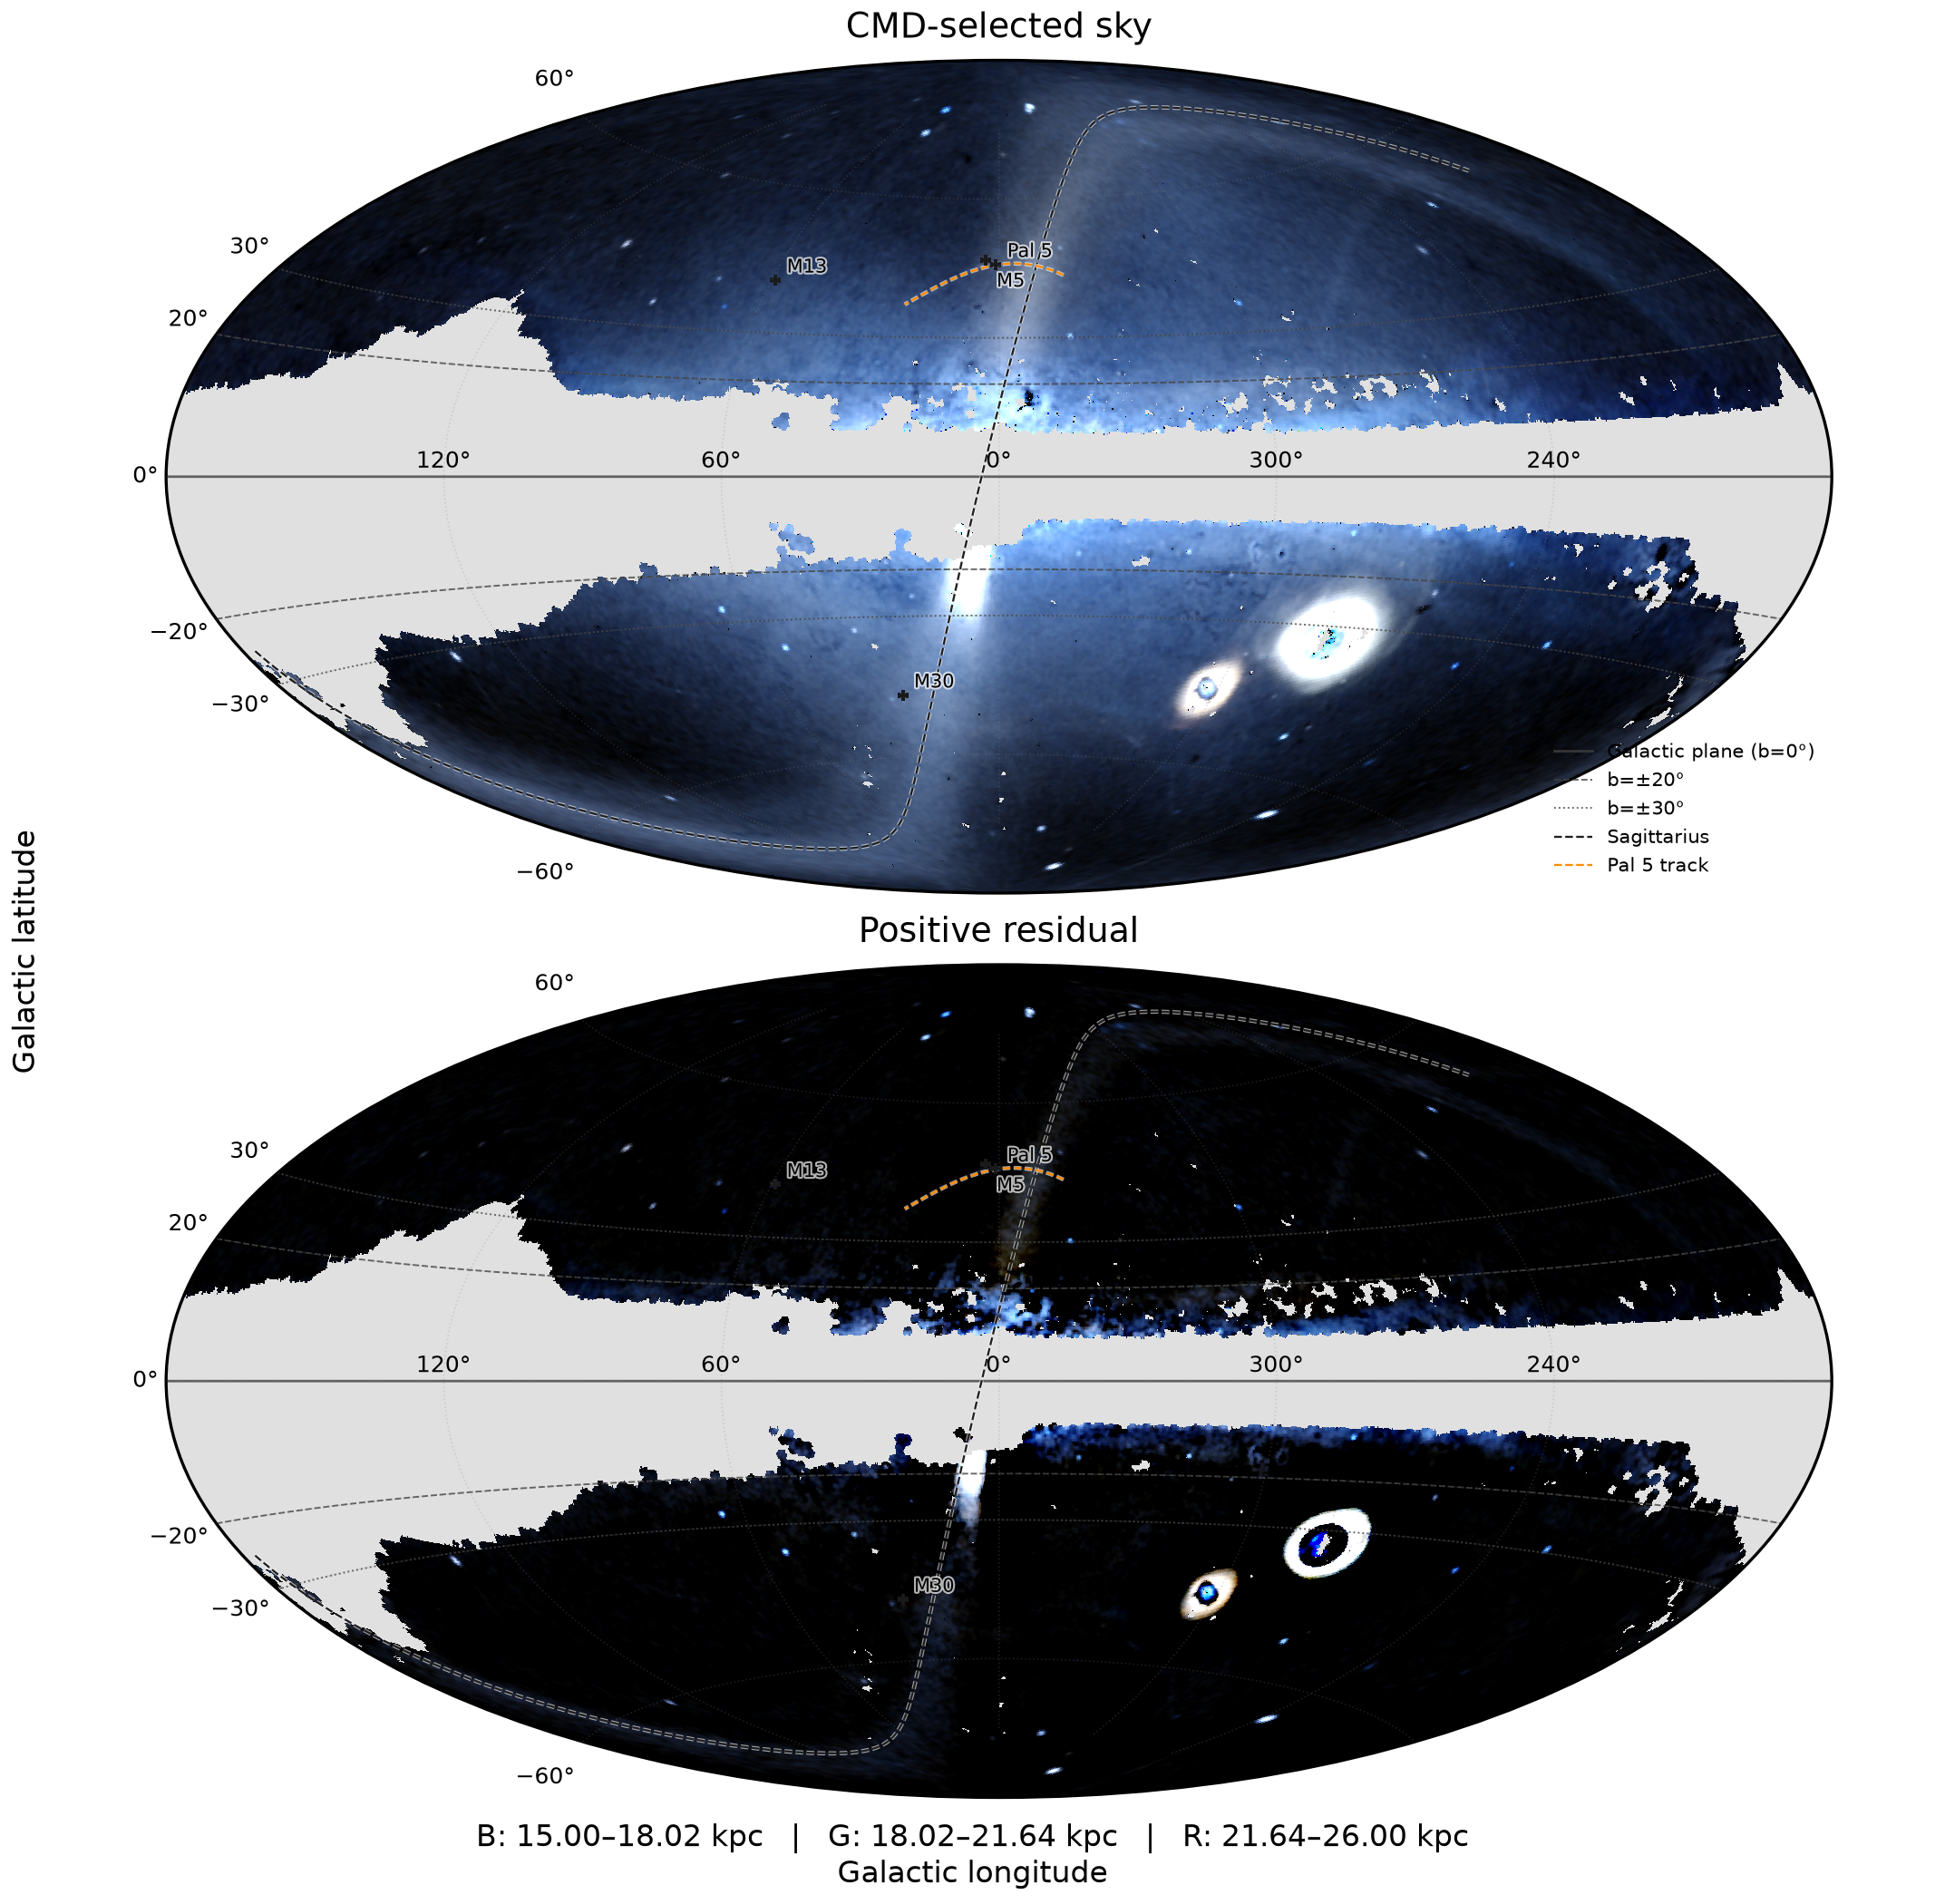 CMD-selected sky
60°
30°
20°
0°
−20°
−30°
−60°
120°
60°
0°
300°
240°
M13
Pal 5
M5
M30
Galactic plane (b=0°)
b=±20°
b=±30°
Sagittarius
Pal 5 track
Galactic latitude
Positive residual
60°
30°
20°
0°
−20°
−30°
−60°
120°
60°
0°
300°
240°
M13
Pal 5
M5
M30
B: 15.00–18.02 kpc | G: 18.02–21.64 kpc | R: 21.64–26.00 kpc
Galactic longitude